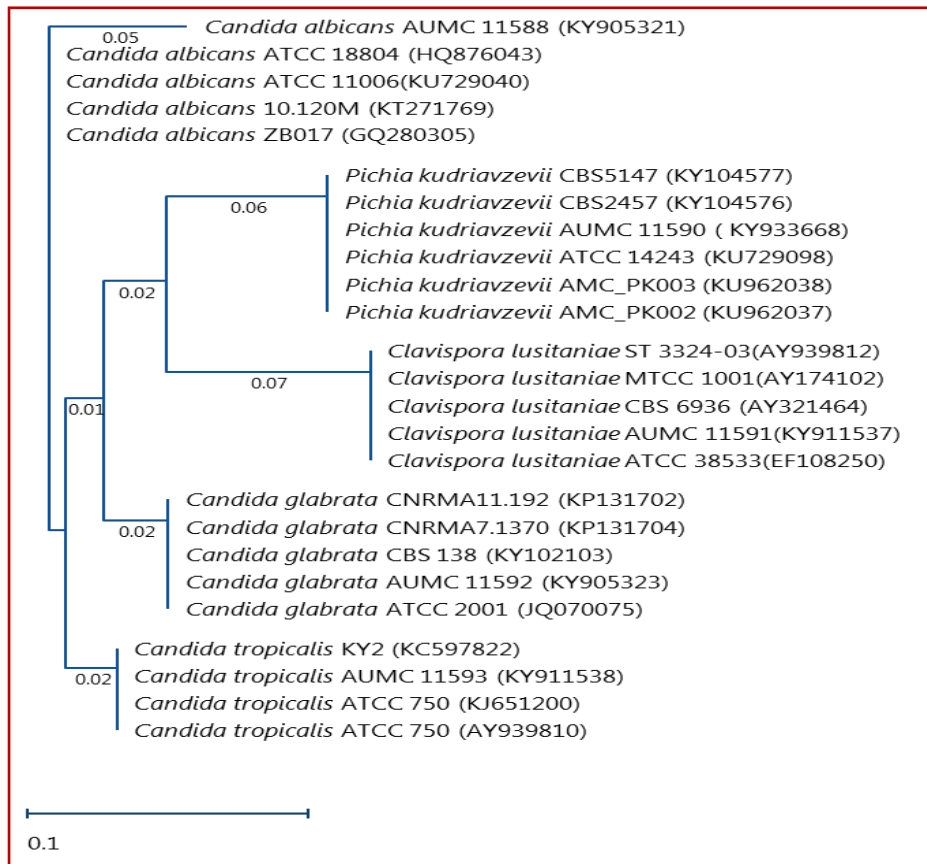 Candida albicans AUMC 11588 (KY905321)
0.05
Candida albicans ATCC 18804 (HQ876043)
Candida albicans ATCC 11006(KU729040)
Candida albicans 10.120M (KT271769)
Candida albicans ZB017 (GQ280305)
Pichia kudriavzevii CBS5147 (KY104577)
0.06
Pichia kudriavzevii CBS2457 (KY104576)
Pichia kudriavzevii AUMC 11590 ( KY933668)
Pichia kudriavzevii ATCC 14243 (KU729098)
0.02
Pichia kudriavzevii AMC_PK003 (KU962038)
Pichia kudriavzevii AMC_PK002 (KU962037)
Clavispora lusitaniae ST 3324-03(AY939812)
0.07
Clavispora lusitaniae MTCC 1001(AY174102)
0.01
Clavispora lusitaniae CBS 6936 (AY321464)
Clavispora lusitaniae AUMC 11591(KY911537)
Clavispora lusitaniae ATCC 38533(EF108250)
Candida glabrata CNRMA11.192 (KP131702)
0.02
Candida glabrata CNRMA7.1370 (KP131704)
Candida glabrata CBS 138 (KY102103)
Candida glabrata AUMC 11592 (KY905323)
Candida glabrata ATCC 2001 (JQ070075)
Candida tropicalis KY2 (KC597822)
0.02
Candida tropicalis AUMC 11593 (KY911538)
Candida tropicalis ATCC 750 (KJ651200)
Candida tropicalis ATCC 750 (AY939810)
0.1